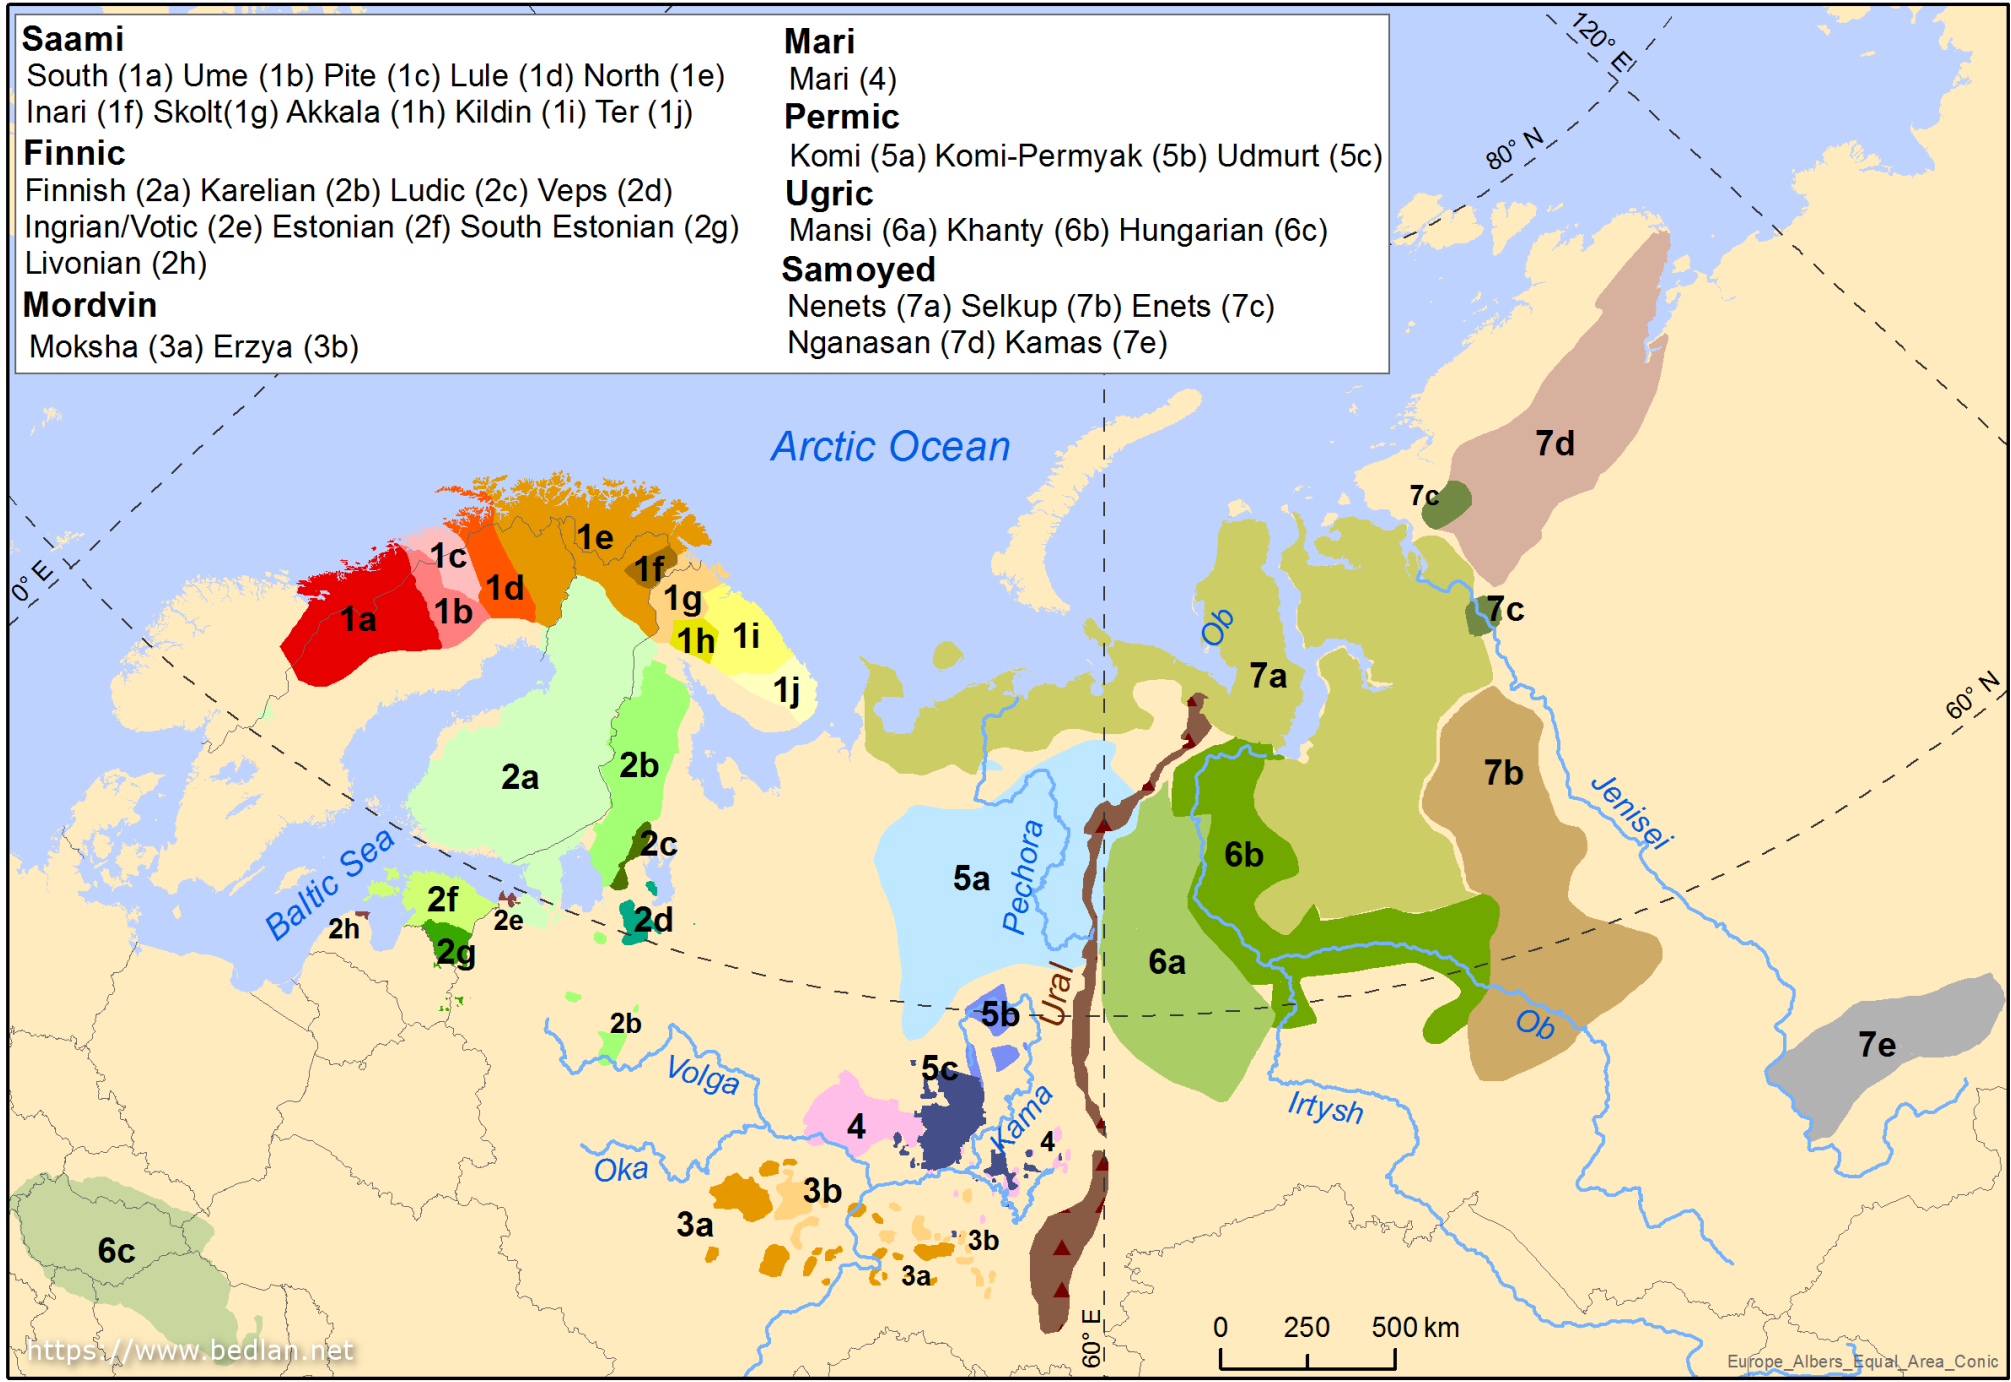 Saami
South (1a) Ume (1b) Pite (1c) Lule (1d) North (1e)
Inari (1f) Skolt(1g) Akkala (1h) Kildin (1i) Ter (1j)
Finnic
Finnish (2a) Karelian (2b) Ludic (2c) Veps (2d)
Ingrian/Votic (2e) Estonian (2f) South Estonian (2g)
Livonian (2h)
Mordvin
Moksha (3a) Erzya (3b)
Mari
Mari (4)
Permic
Komi (5a) Komi-Permyak (5b) Udmurt (5c)
Ugric
Mansi (6a) Khanty (6b) Hungarian (6c)
Samoyed
Nenets (7a) Selkup (7b) Enets (7c)
Nganasan (7d) Kamas (7e)
120° E
80° N
Arctic Ocean
7d
7c
0° E
1e
1c
1f
1d
1g
1a
1b
1h
1i
1j
Ob
7c
7a
60° N
2a
2b
7b
Jenisei
2c
Baltic Sea
5a
Pechora
6b
2f
2e
2d
2h
2g
6a
Ural
5b
2b
Ob
7e
Volga
5c
Kama
Irtysh
4
4
Oka
3b
3a
3b
6c
3a
60° E
0 250 500 km
https://www.bedlan.net
Europe_Albers_Equal_Area_Conic